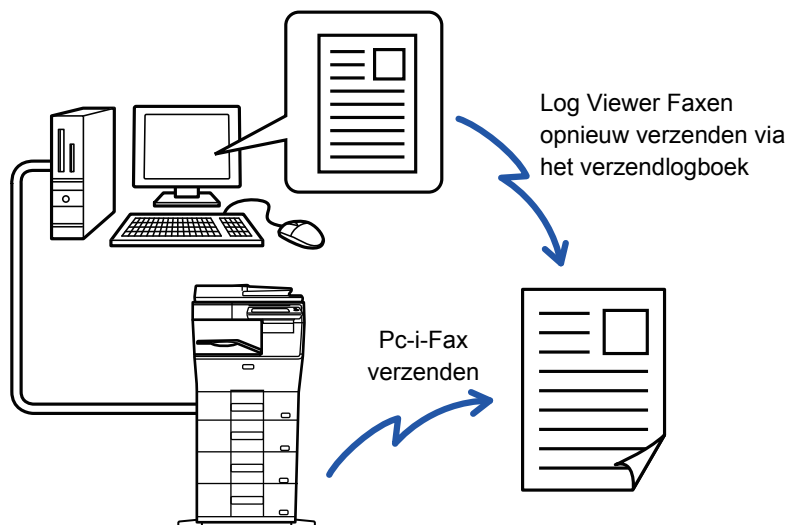 Log Viewer Faxen
opnieuw verzenden via
het verzendlogboek
Pc-i-Fax
verzenden